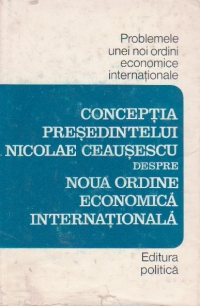 Problemele
unei noi ordini
economice
internaționale
CONCEPȚIA
PREȘEDINTELUI
NICOLAE CEAUȘESCU
DESPRE
NOUA ORDINE
ECONOMICĂ
INTERNAȚIONALĂ
Editura
politică